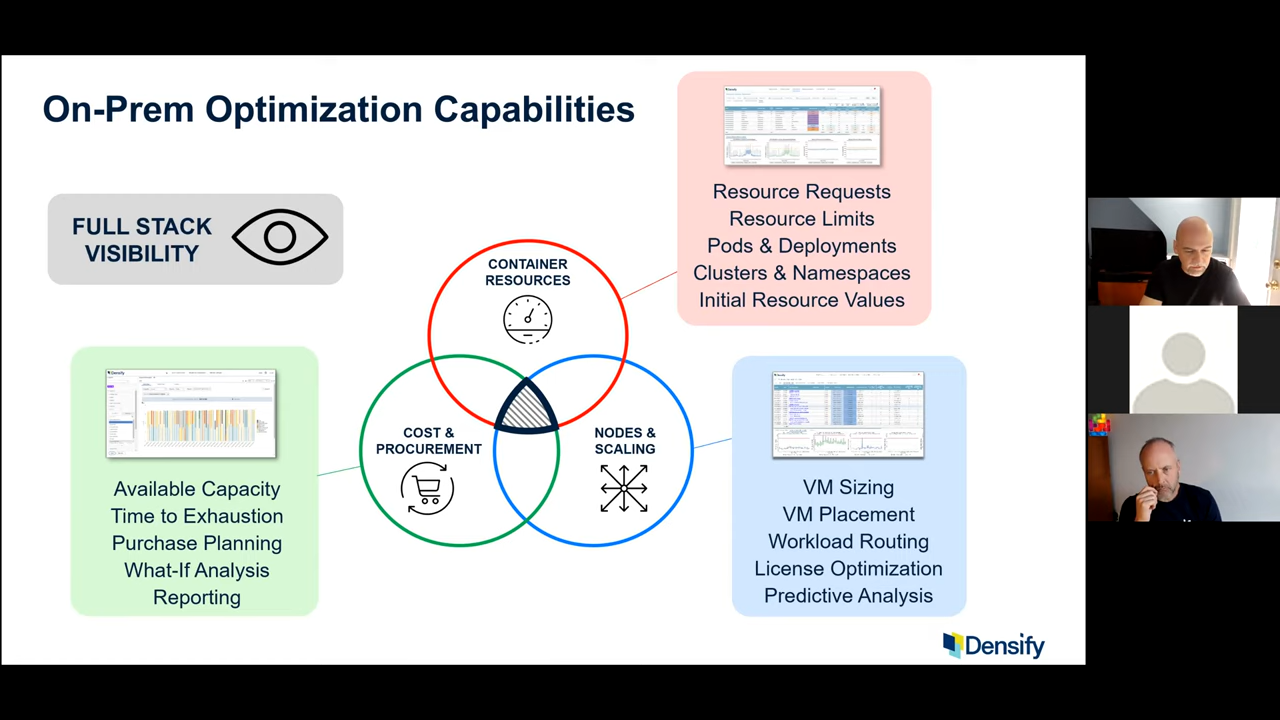 On-Prem Optimization Capabilities
FULL STACK
VISIBILITY
CONTAINER
RESOURCES
COST &
PROCUREMENT
NODES &
SCALING
Resource Requests
Resource Limits
Pods & Deployments
Clusters & Namespaces
Initial Resource Values
Densify
Available Capacity
Time to Exhaustion
Purchase Planning
What-If Analysis
Reporting
VM Sizing
VM Placement
Workload Routing
License Optimization
Predictive Analysis
Densify